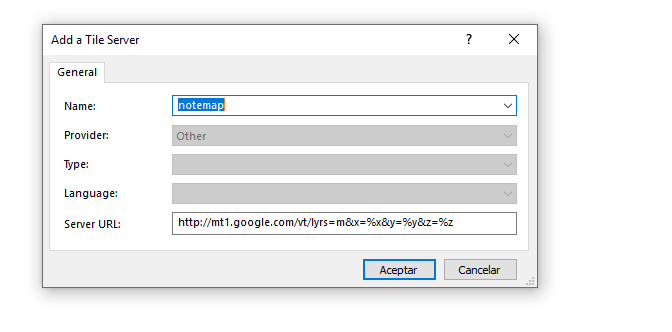 Add a Tile Server
?
General
Name: notemap
Provider: Other
Type:
Language:
Server URL: http://mt1.google.com/vt/lyrs=m&x=%x&y=%y&z=%z
Aceptar Cancelar